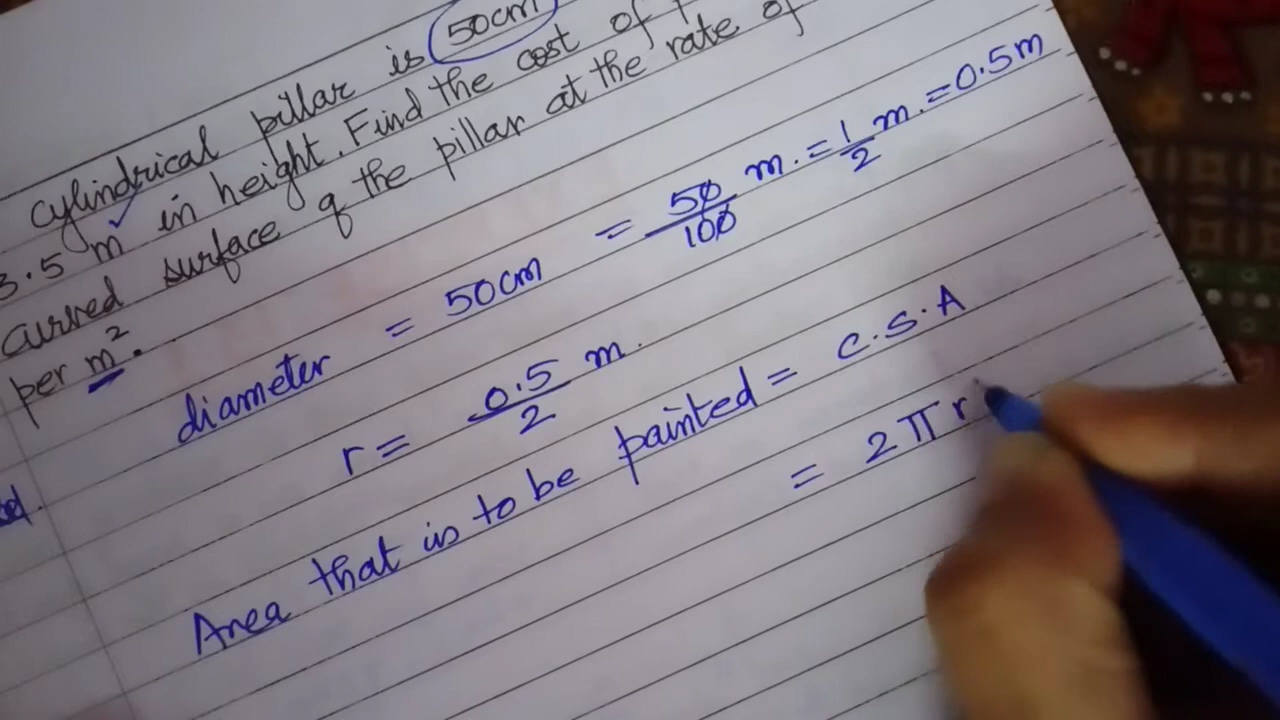 cylindrical pillar is 50cm
3.5 m in height. Find the cost of
curved surface of the pillar at the rate of
per m².
diameter = 50cm = 50/100 m. = 1/2 m. = 0.5m
r = 0.5/2 m.
Area that is to be painted = C.S.A
= 2πr